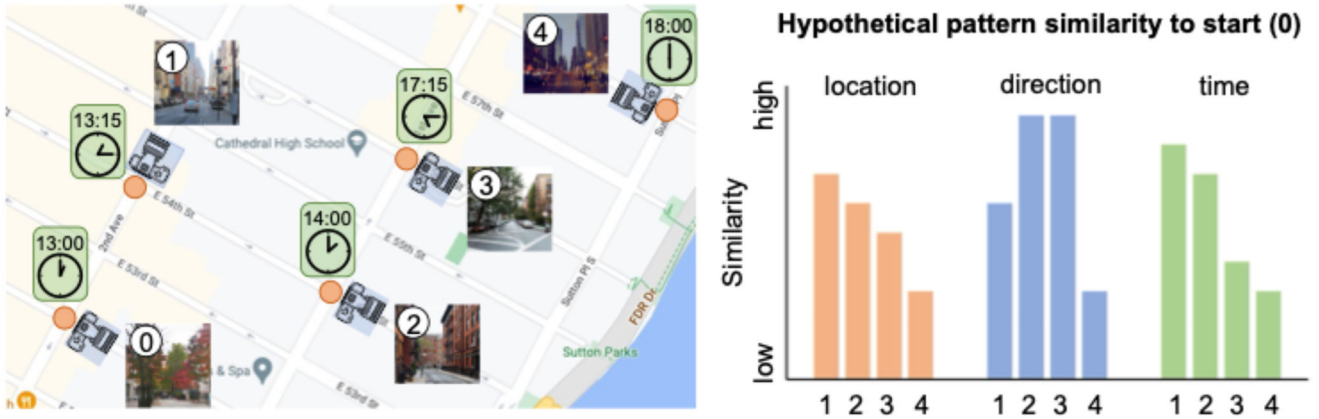 1
13:15
17:15
4
18:00
E 57th St
Cathedral High School
3
E 54th St
2nd Ave
14:00
13:00
E 53rd St
E 55th St
Sutton Pl S
FDR Dr
0
2
& Spa
Sutton Parks
E 53rd St
Hypothetical pattern similarity to start (0)
location
direction
time
high
Similarity
low
1 2 3 4
1 2 3 4
1 2 3 4